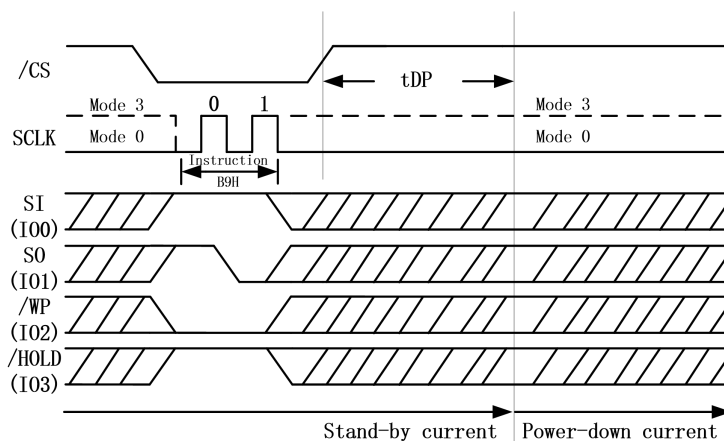 /CS
tDP
Mode 3
0
1
Mode 3
SCLK
Mode 0
Mode 0
Instruction
B9H
SI
(IO0)
SO
(IO1)
/WP
(IO2)
/HOLD
(IO3)
Stand-by current
Power-down current